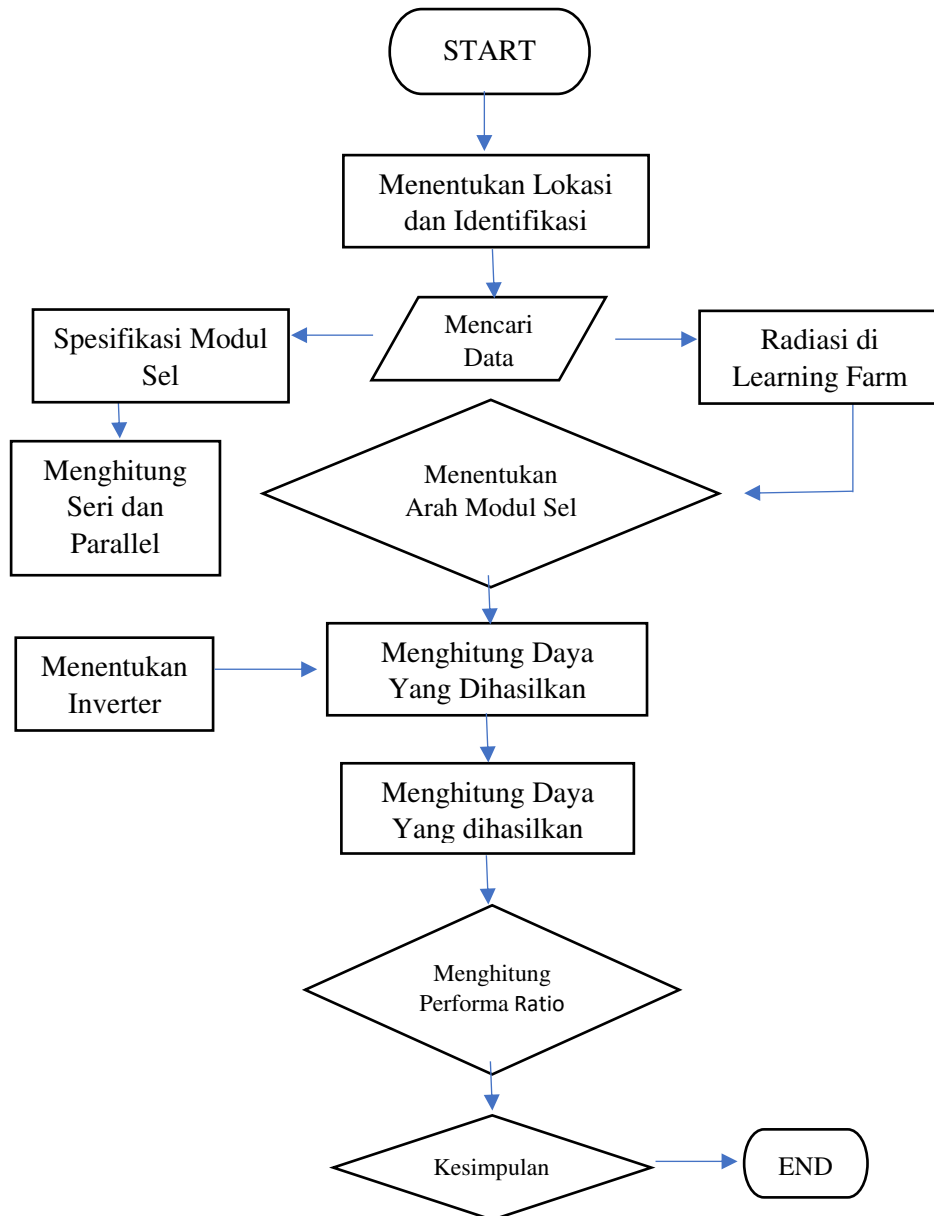 START
Menentukan Lokasi
dan Identifikasi
Mencari
Data
Spesifikasi Modul
Sel
Radiasi di
Learning Farm
Menghitung
Seri dan
Parallel
Menentukan
Arah Modul Sel
Menentukan
Inverter
Menghitung Daya
Yang Dihasilkan
Menghitung Daya
Yang dihasilkan
Menghitung
Performa Ratio
Kesimpulan
END